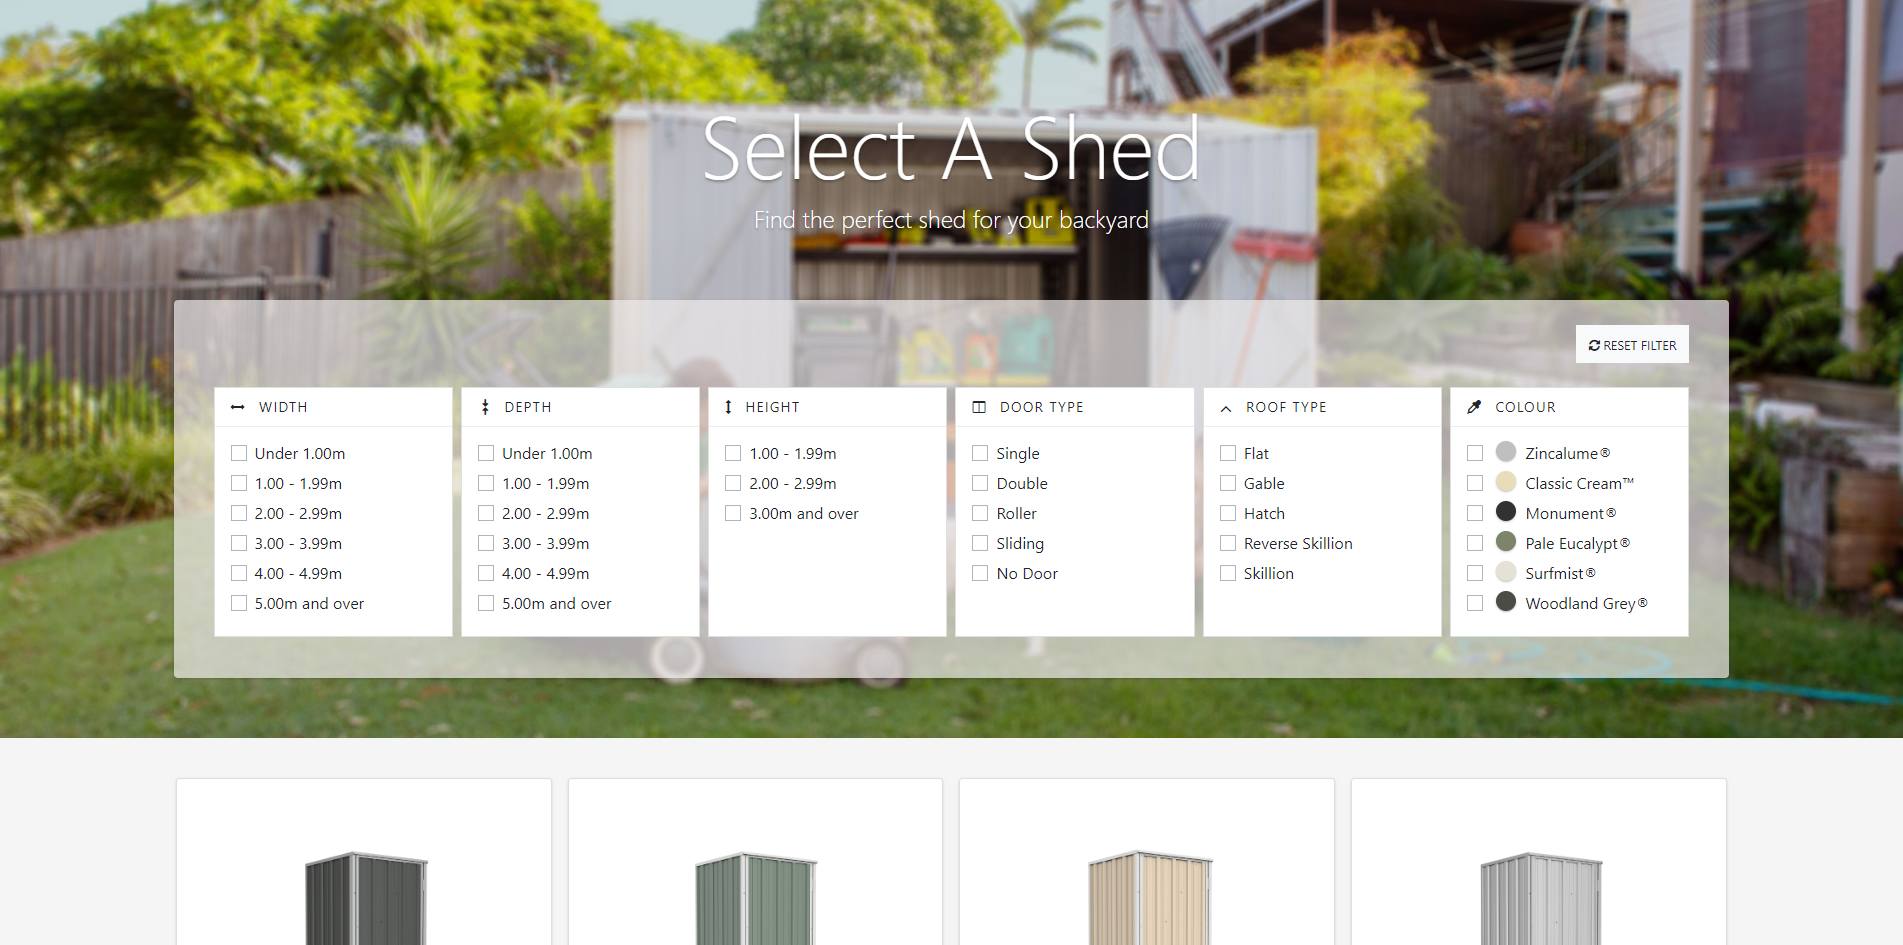 Select A Shed
Find the perfect shed for your backyard
RESET FILTER
WIDTH
Under 1.00m
1.00 - 1.99m
2.00 - 2.99m
3.00 - 3.99m
4.00 - 4.99m
5.00m and over
DEPTH
Under 1.00m
1.00 - 1.99m
2.00 - 2.99m
3.00 - 3.99m
4.00 - 4.99m
5.00m and over
HEIGHT
1.00 - 1.99m
2.00 - 2.99m
3.00m and over
DOOR TYPE
Single
Double
Roller
Sliding
No Door
ROOF TYPE
Flat
Gable
Hatch
Reverse Skillion
Skillion
COLOUR
Zincalume®
Classic Cream™
Monument®
Pale Eucalypt®
Surfmist®
Woodland Grey®